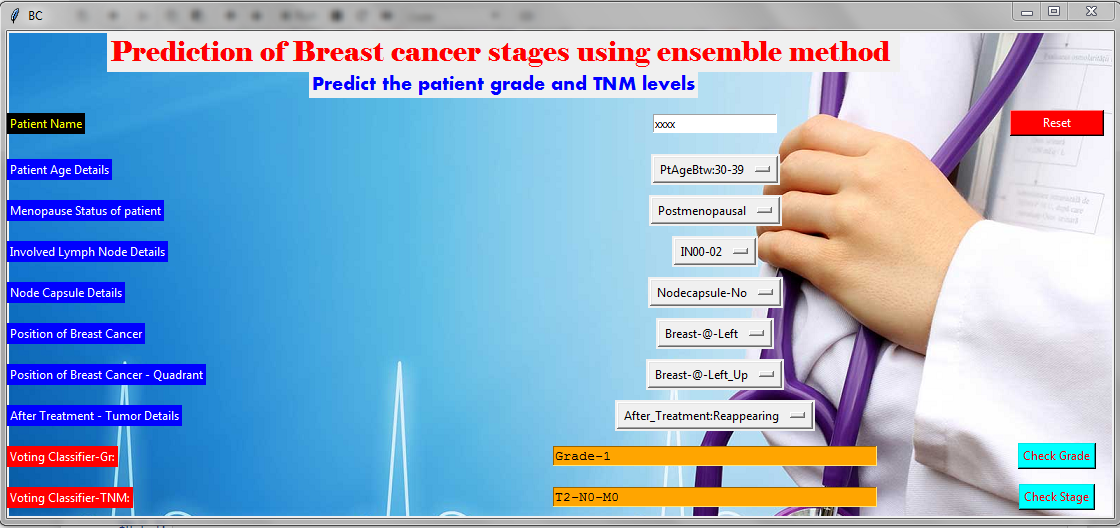 BC
Prediction of Breast cancer stages using ensemble method
Predict the patient grade and TNM levels
Patient Name xxxx Reset
Patient Age Details PtAgeBtw:30-39
Menopause Status of patient Postmenopausal
Involved Lymph Node Details IN00-02
Node Capsule Details Nodecapsule-No
Position of Breast Cancer Breast-@-Left
Position of Breast Cancer - Quadrant Breast-@-Left_Up
After Treatment - Tumor Details After_Treatment:Reappearing
Voting Classifier-Gr: Grade-1 Check Grade
Voting Classifier-TNM: T2-N0-M0 Check Stage